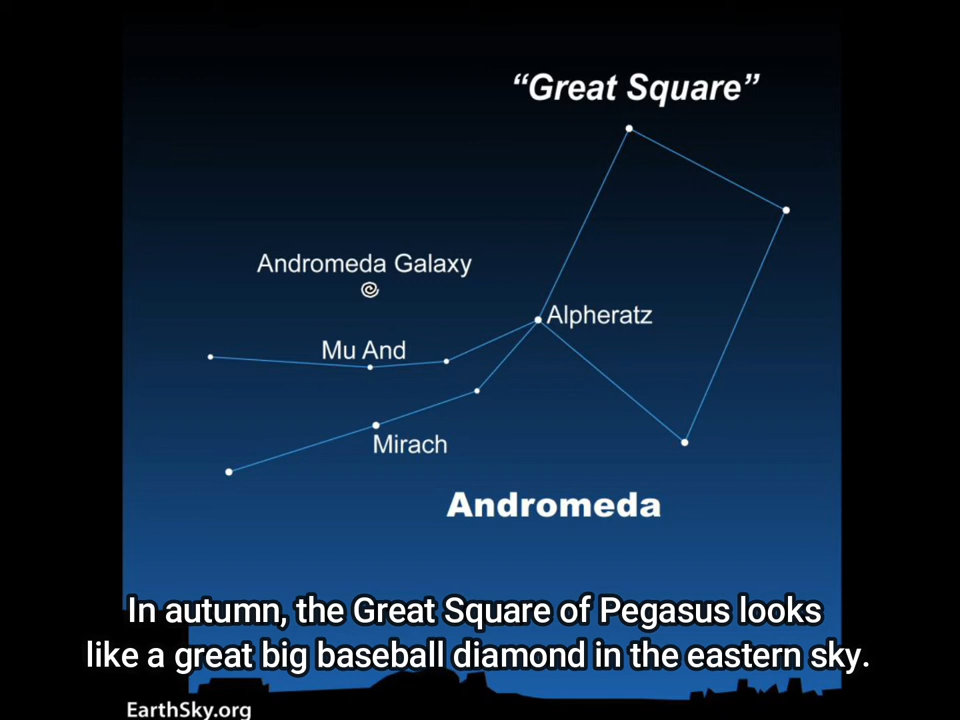 “Great Square”
Andromeda Galaxy
Alpheratz
Mu And
Mirach
Andromeda
In autumn, the Great Square of Pegasus looks
like a great big baseball diamond in the eastern sky.
EarthSky.org